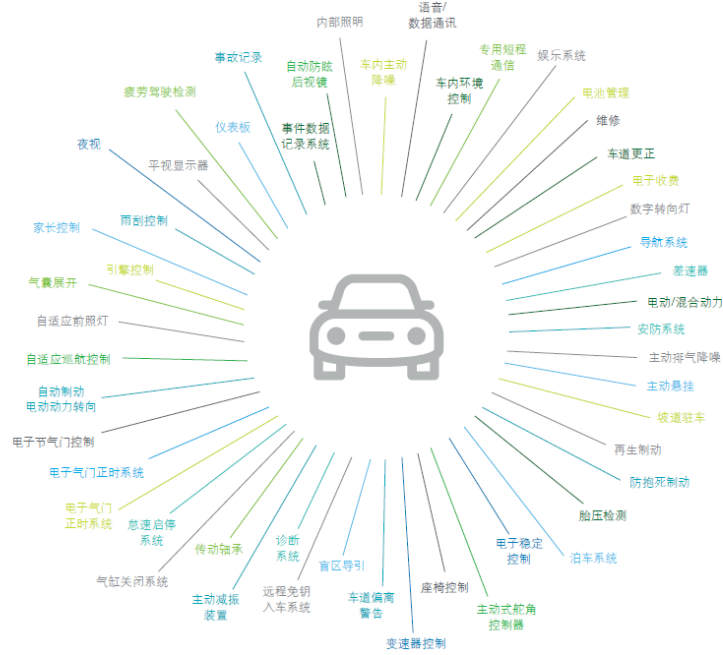 语音/
数据通讯
内部照明
事故记录
自动防眩
后视镜
车内主动
降噪
专用短程
通信
娱乐系统
疲劳驾驶检测
车内环境
控制
电池管理
仪表板
事件数据
记录系统
维修
夜视
平视显示器
车道更正
电子收费
家长控制
雨刮控制
数字转向灯
导航系统
引擎控制
气囊展开
差速器
电动/混合动力
自适应前照灯
安防系统
自适应巡航控制
主动排气降噪
自动制动
电动动力转向
主动悬挂
坡道驻车
电子节气门控制
再生制动
电子气门正时系统
防抱死制动
电子气门
正时系统
怠速启停
系统
胎压检测
传动轴承
诊断
系统
电子稳定
控制
泊车系统
气缸关闭系统
盲区导引
座椅控制
主动减振
装置
远程免钥
入车系统
车道偏离
警告
主动式舵角
控制器
变速器控制